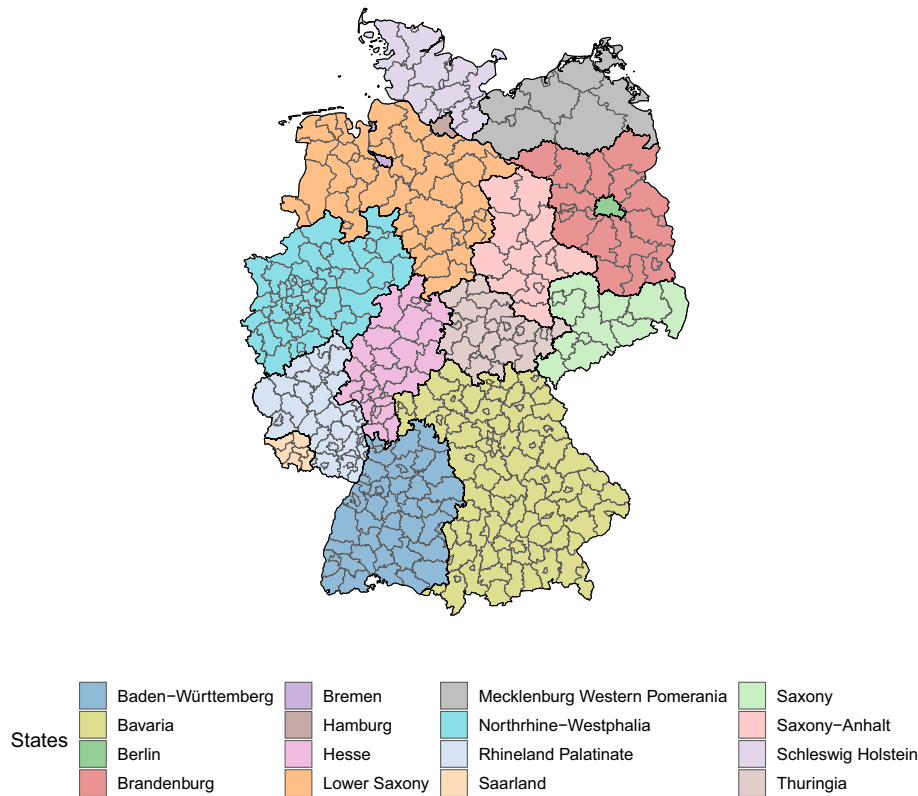 States
Baden−Württemberg
Bavaria
Berlin
Brandenburg
Bremen
Hamburg
Hesse
Lower Saxony
Mecklenburg Western Pomerania
Northrhine−Westphalia
Rhineland Palatinate
Saarland
Saxony
Saxony−Anhalt
Schleswig Holstein
Thuringia